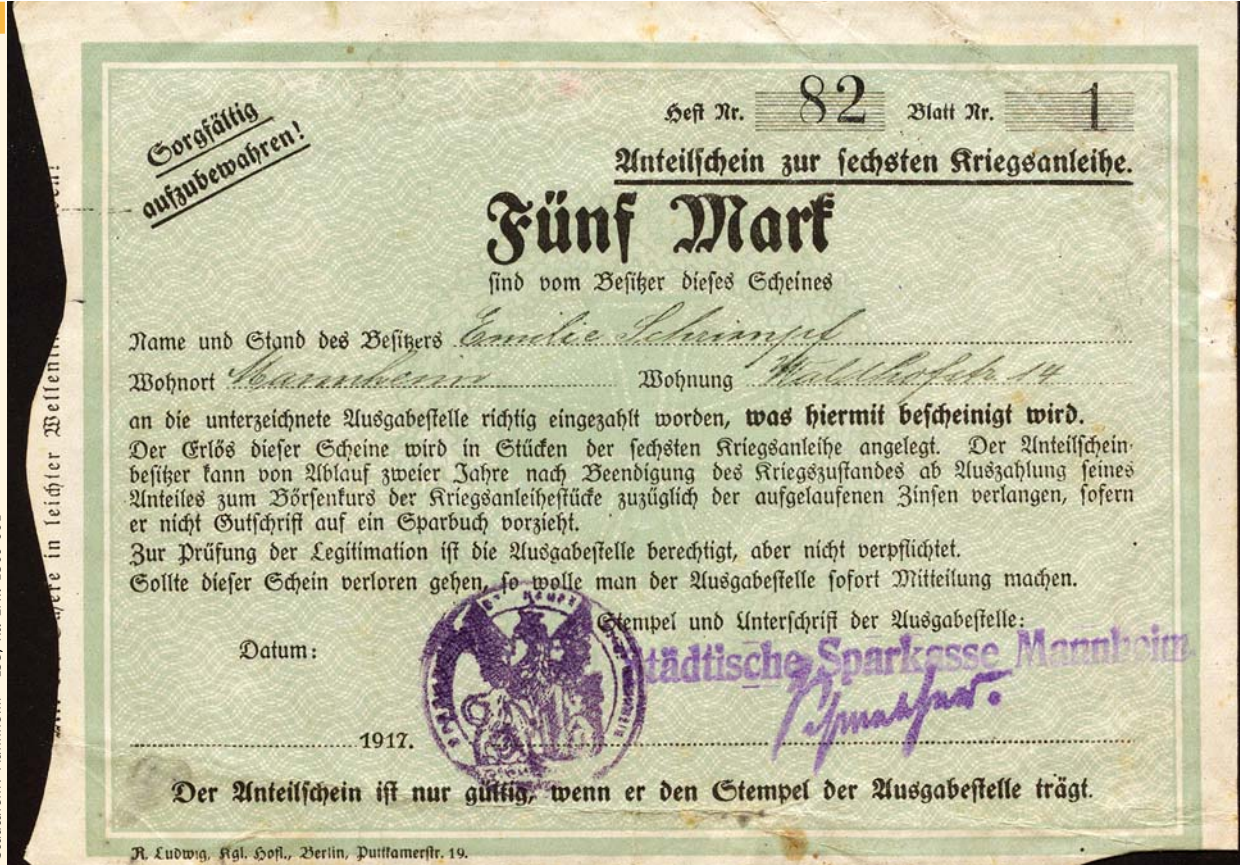 Sorgfältig
aufzubewahren!
Heft Nr. 82 Blatt Nr. 1
Anteilschein zur sechsten Kriegsanleihe.
Fünf Mark
sind vom Besitzer dieses Scheines
Name und Stand des Besitzers Emilie Schrimpf
Wohnort Mannheim Wohnung Waldhofstr. 14
an die unterzeichnete Ausgabestelle richtig eingezahlt worden, was hiermit bescheinigt wird.
Der Erlös dieser Scheine wird in Stücken der sechsten Kriegsanleihe angelegt. Der Anteilschein-
besitzer kann von Ablauf zweier Jahre nach Beendigung des Kriegszustandes ab Auszahlung seines
Anteiles zum Börsenkurs der Kriegsanleihestücke zuzüglich der aufgelaufenen Zinsen verlangen, sofern
er nicht Gutschrift auf ein Sparbuch vorzieht.
Zur Prüfung der Legitimation ist die Ausgabestelle berechtigt, aber nicht verpflichtet.
Sollte dieser Schein verloren gehen, so wolle man der Ausgabestelle sofort Mitteilung machen.
Stempel und Unterschrift der Ausgabestelle:
Datum:
Städtische Sparkasse Mannheim
1917.
Der Anteilschein ist nur gültig, wenn er den Stempel der Ausgabestelle trägt.
R. Ludwig, Kgl. Hofl., Berlin, Puttkamerstr. 19.
in leichter